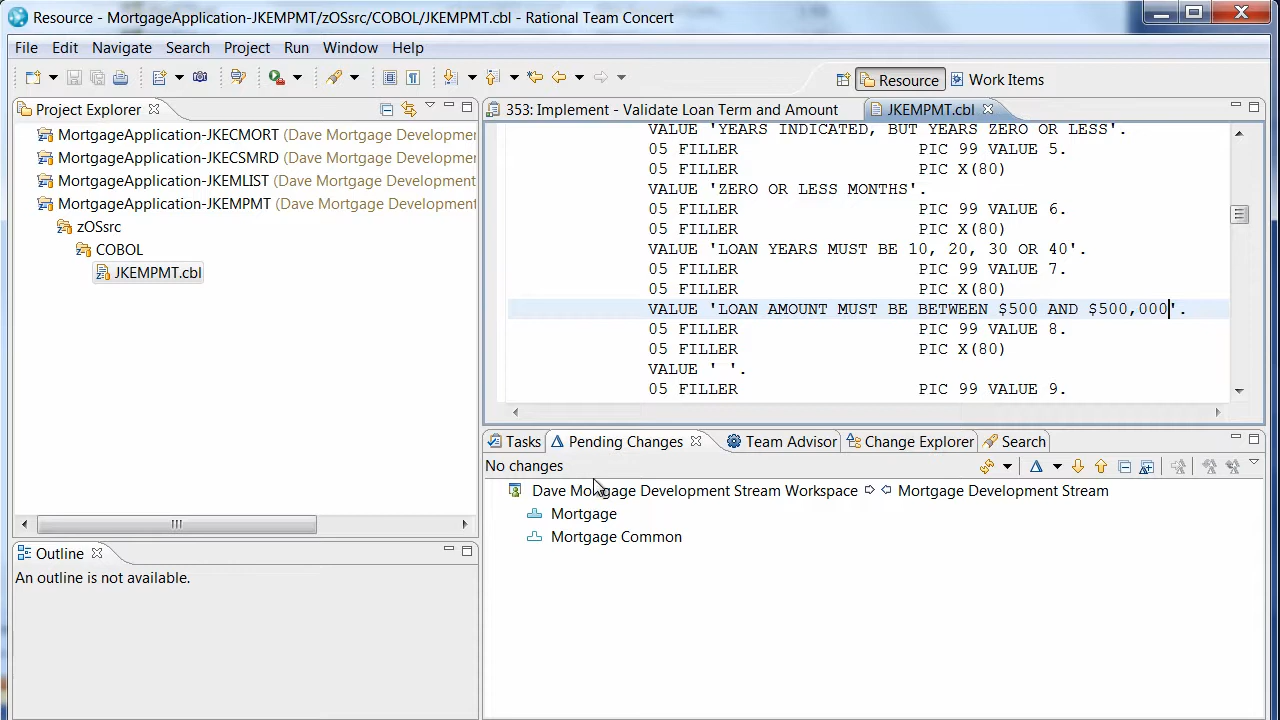 Resource - MortgageApplication-JKEMPMT/zOSsrc/COBOL/JKEMPMT.cbl - Rational Team Concert
File Edit Navigate Search Project Run Window Help
Resource Work Items
Project Explorer
MortgageApplication-JKECMORT (Dave Mortgage Developme
MortgageApplication-JKECSMRD (Dave Mortgage Developme
MortgageApplication-JKEMLIST (Dave Mortgage Development
MortgageApplication-JKEMPMT (Dave Mortgage Development
zOSsrc
COBOL
JKEMPMT.cbl
353: Implement - Validate Loan Term and Amount JKEMPMT.cbl
VALUE 'YEARS INDICATED, BUT YEARS ZERO OR LESS'.
05 FILLER PIC 99 VALUE 5.
05 FILLER PIC X(80)
VALUE 'ZERO OR LESS MONTHS'.
05 FILLER PIC 99 VALUE 6.
05 FILLER PIC X(80)
VALUE 'LOAN YEARS MUST BE 10, 20, 30 OR 40'.
05 FILLER PIC 99 VALUE 7.
05 FILLER PIC X(80)
VALUE 'LOAN AMOUNT MUST BE BETWEEN $500 AND $500,000'.
05 FILLER PIC 99 VALUE 8.
05 FILLER PIC X(80)
VALUE ' '.
05 FILLER PIC 99 VALUE 9.
Tasks Pending Changes Team Advisor Change Explorer Search
No changes
Dave Mortgage Development Stream Workspace Mortgage Development Stream
Mortgage
Mortgage Common
Outline
An outline is not available.